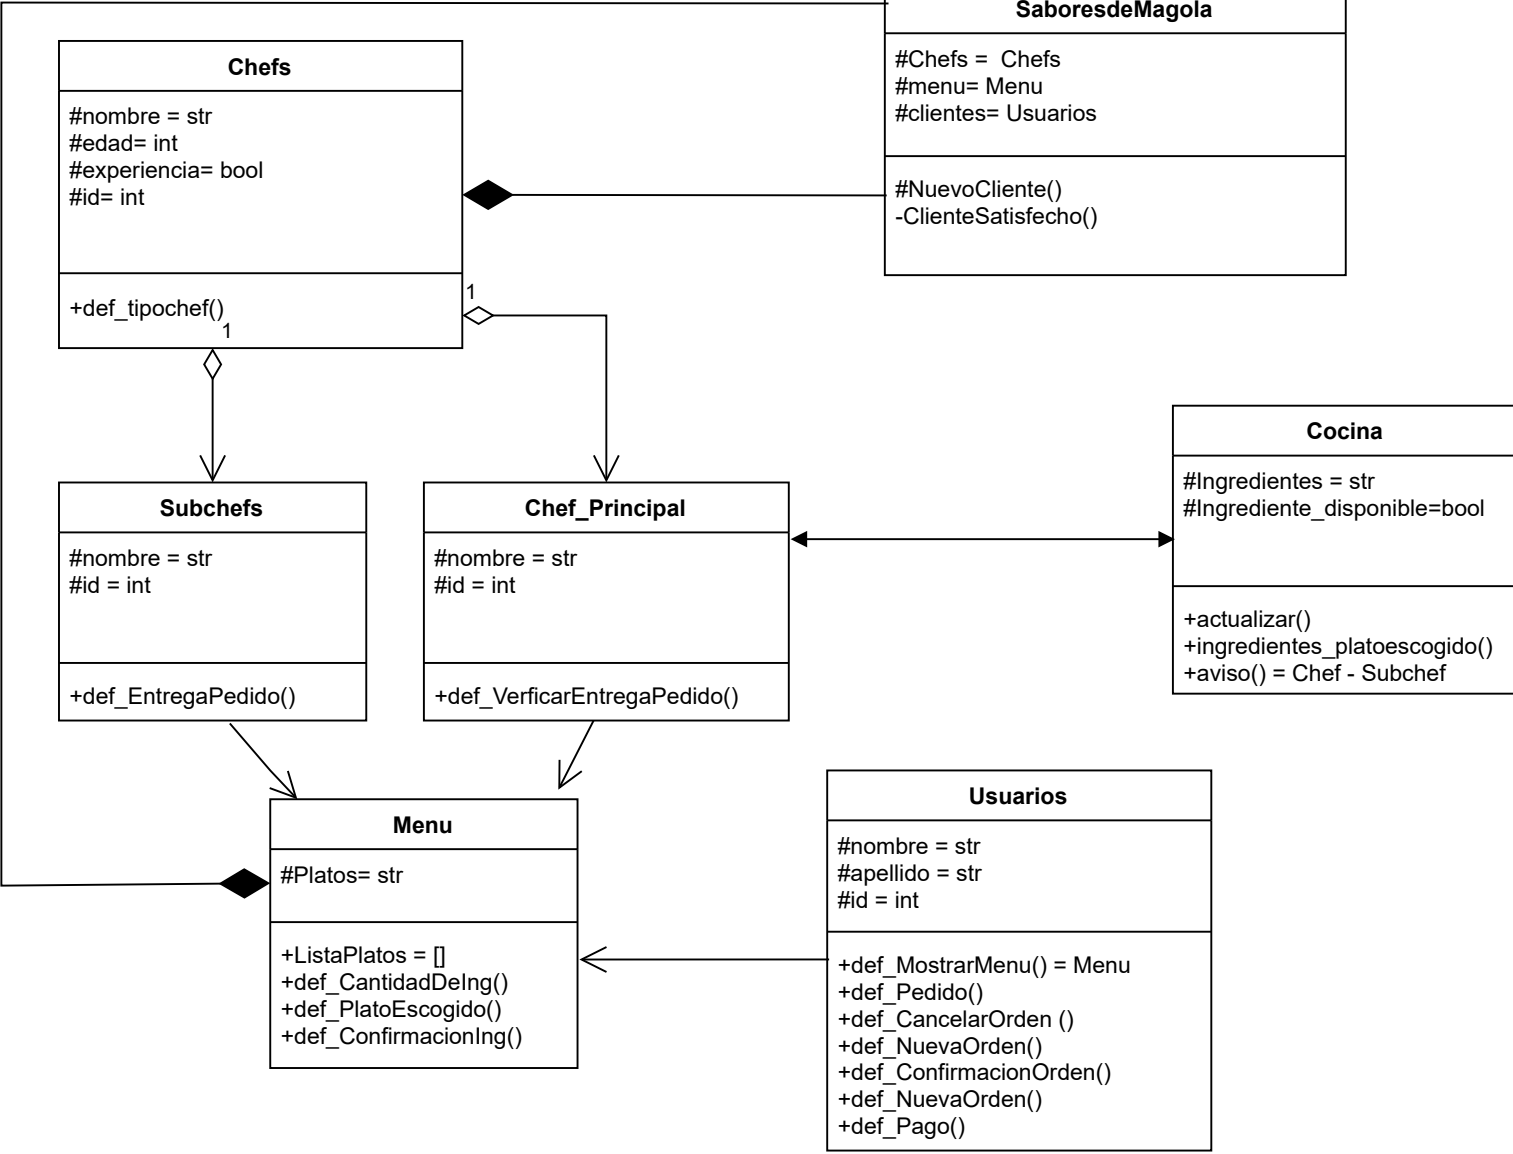 SaboresdeMagola
#Chefs =  Chefs
#menu= Menu
#clientes= Usuarios
#NuevoCliente()
-ClienteSatisfecho()
Chefs
#nombre = str
#edad= int
#experiencia= bool
#id= int
+def_tipochef()
1
1
Cocina
#Ingredientes = str
#Ingrediente_disponible=bool
+actualizar()
+ingredientes_platoescogido()
+aviso() = Chef - Subchef
Subchefs
#nombre = str
#id = int
+def_EntregaPedido()
Chef_Principal
#nombre = str
#id = int
+def_VerficarEntregaPedido()
Menu
#Platos= str
+ListaPlatos = []
+def_CantidadDeIng()
+def_PlatoEscogido()
+def_ConfirmacionIng()
Usuarios
#nombre = str
#apellido = str
#id = int
+def_MostrarMenu() = Menu
+def_Pedido()
+def_CancelarOrden ()
+def_NuevaOrden()
+def_ConfirmacionOrden()
+def_NuevaOrden()
+def_Pago()